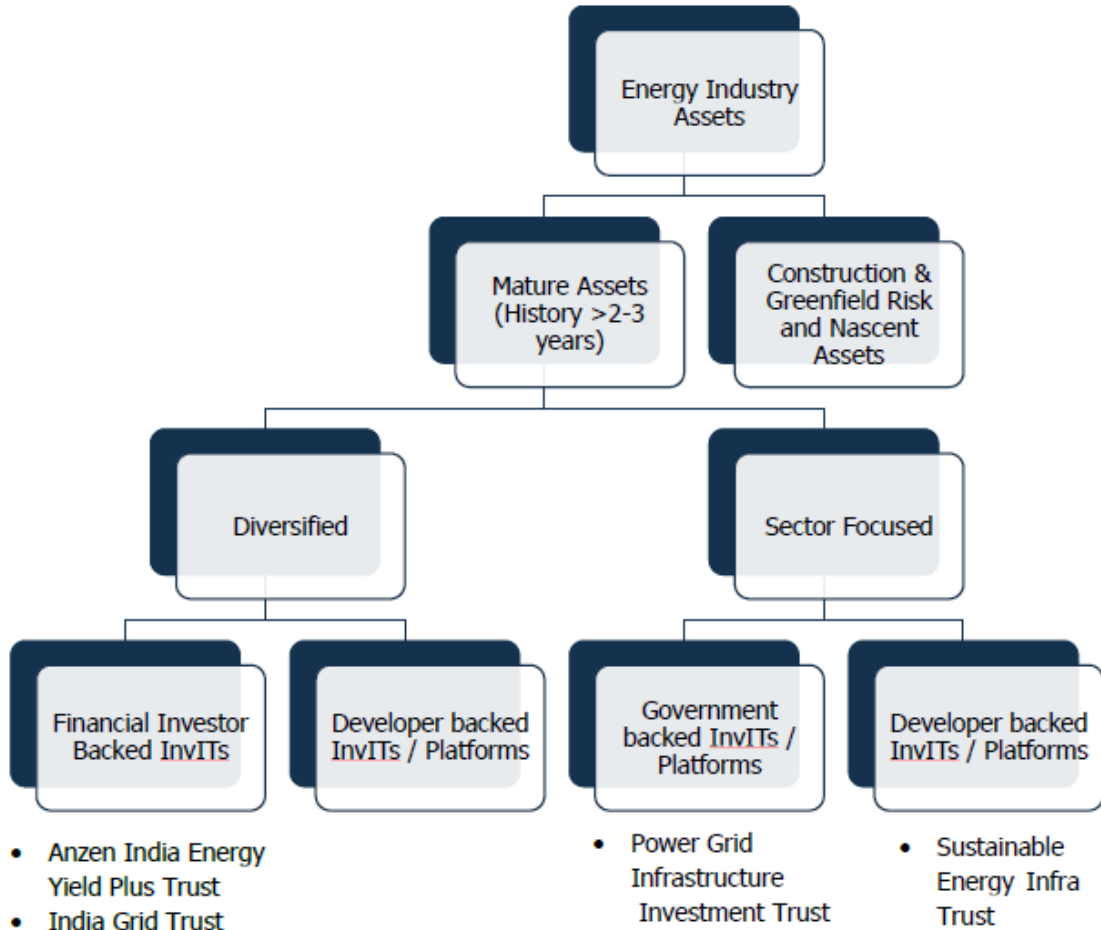 Energy Industry
Assets
Mature Assets
(History >2-3
years)
Construction &
Greenfield Risk
and Nascent
Assets
Diversified
Sector Focused
Financial Investor
Backed InvITs
Developer backed
InvITs / Platforms
Government
backed InvITs /
Platforms
Developer backed
InvITs / Platforms
• Anzen India Energy
Yield Plus Trust
• India Grid Trust
• Power Grid
Infrastructure
Investment Trust
• Sustainable
Energy Infra
Trust